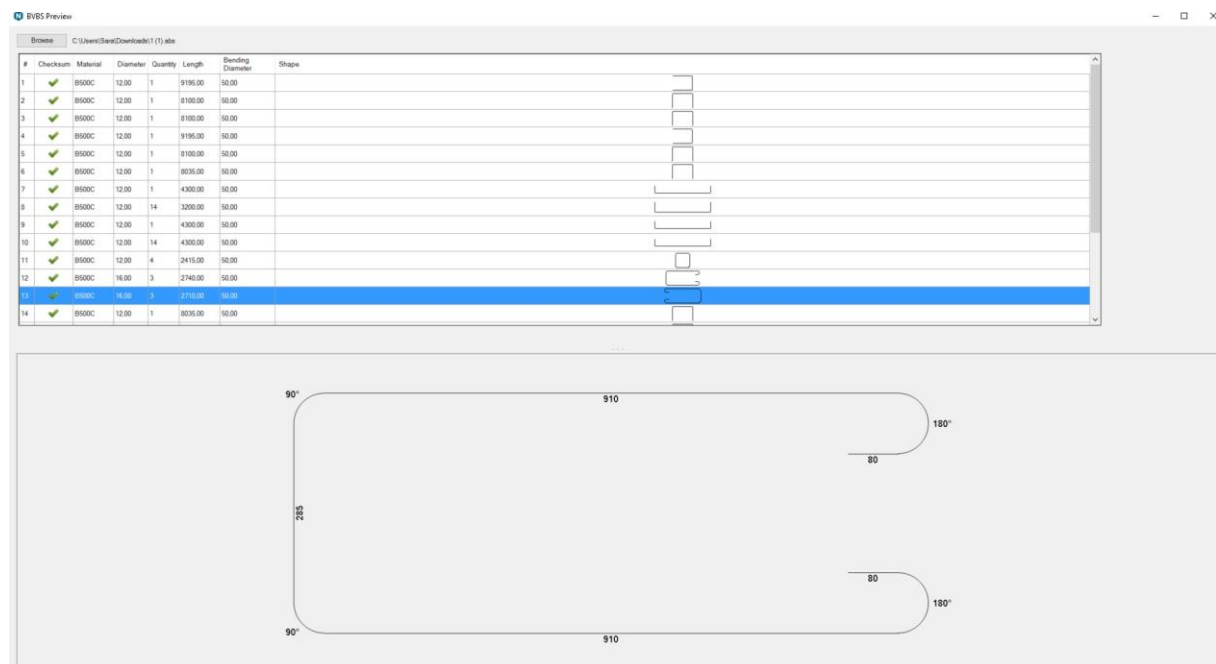 BVBS Preview
Browse C:\Users\Sara\Downloads\1 (1).abs
# Checksum Material Diameter Quantity Length Bending Diameter Shape
1 B500C 12,00 1 9195,00 50,00
2 B500C 12,00 1 8100,00 50,00
3 B500C 12,00 1 8100,00 50,00
4 B500C 12,00 1 9195,00 50,00
5 B500C 12,00 1 8100,00 50,00
6 B500C 12,00 1 8035,00 50,00
7 B500C 12,00 1 4300,00 50,00
8 B500C 12,00 14 3200,00 50,00
9 B500C 12,00 1 4300,00 50,00
10 B500C 12,00 14 4300,00 50,00
11 B500C 12,00 4 2415,00 50,00
12 B500C 16,00 3 2740,00 50,00
13 B500C 16,00 3 2710,00 50,00
14 B500C 12,00 1 8035,00 50,00
90°
910
180°
80
285
80
180°
90°
910